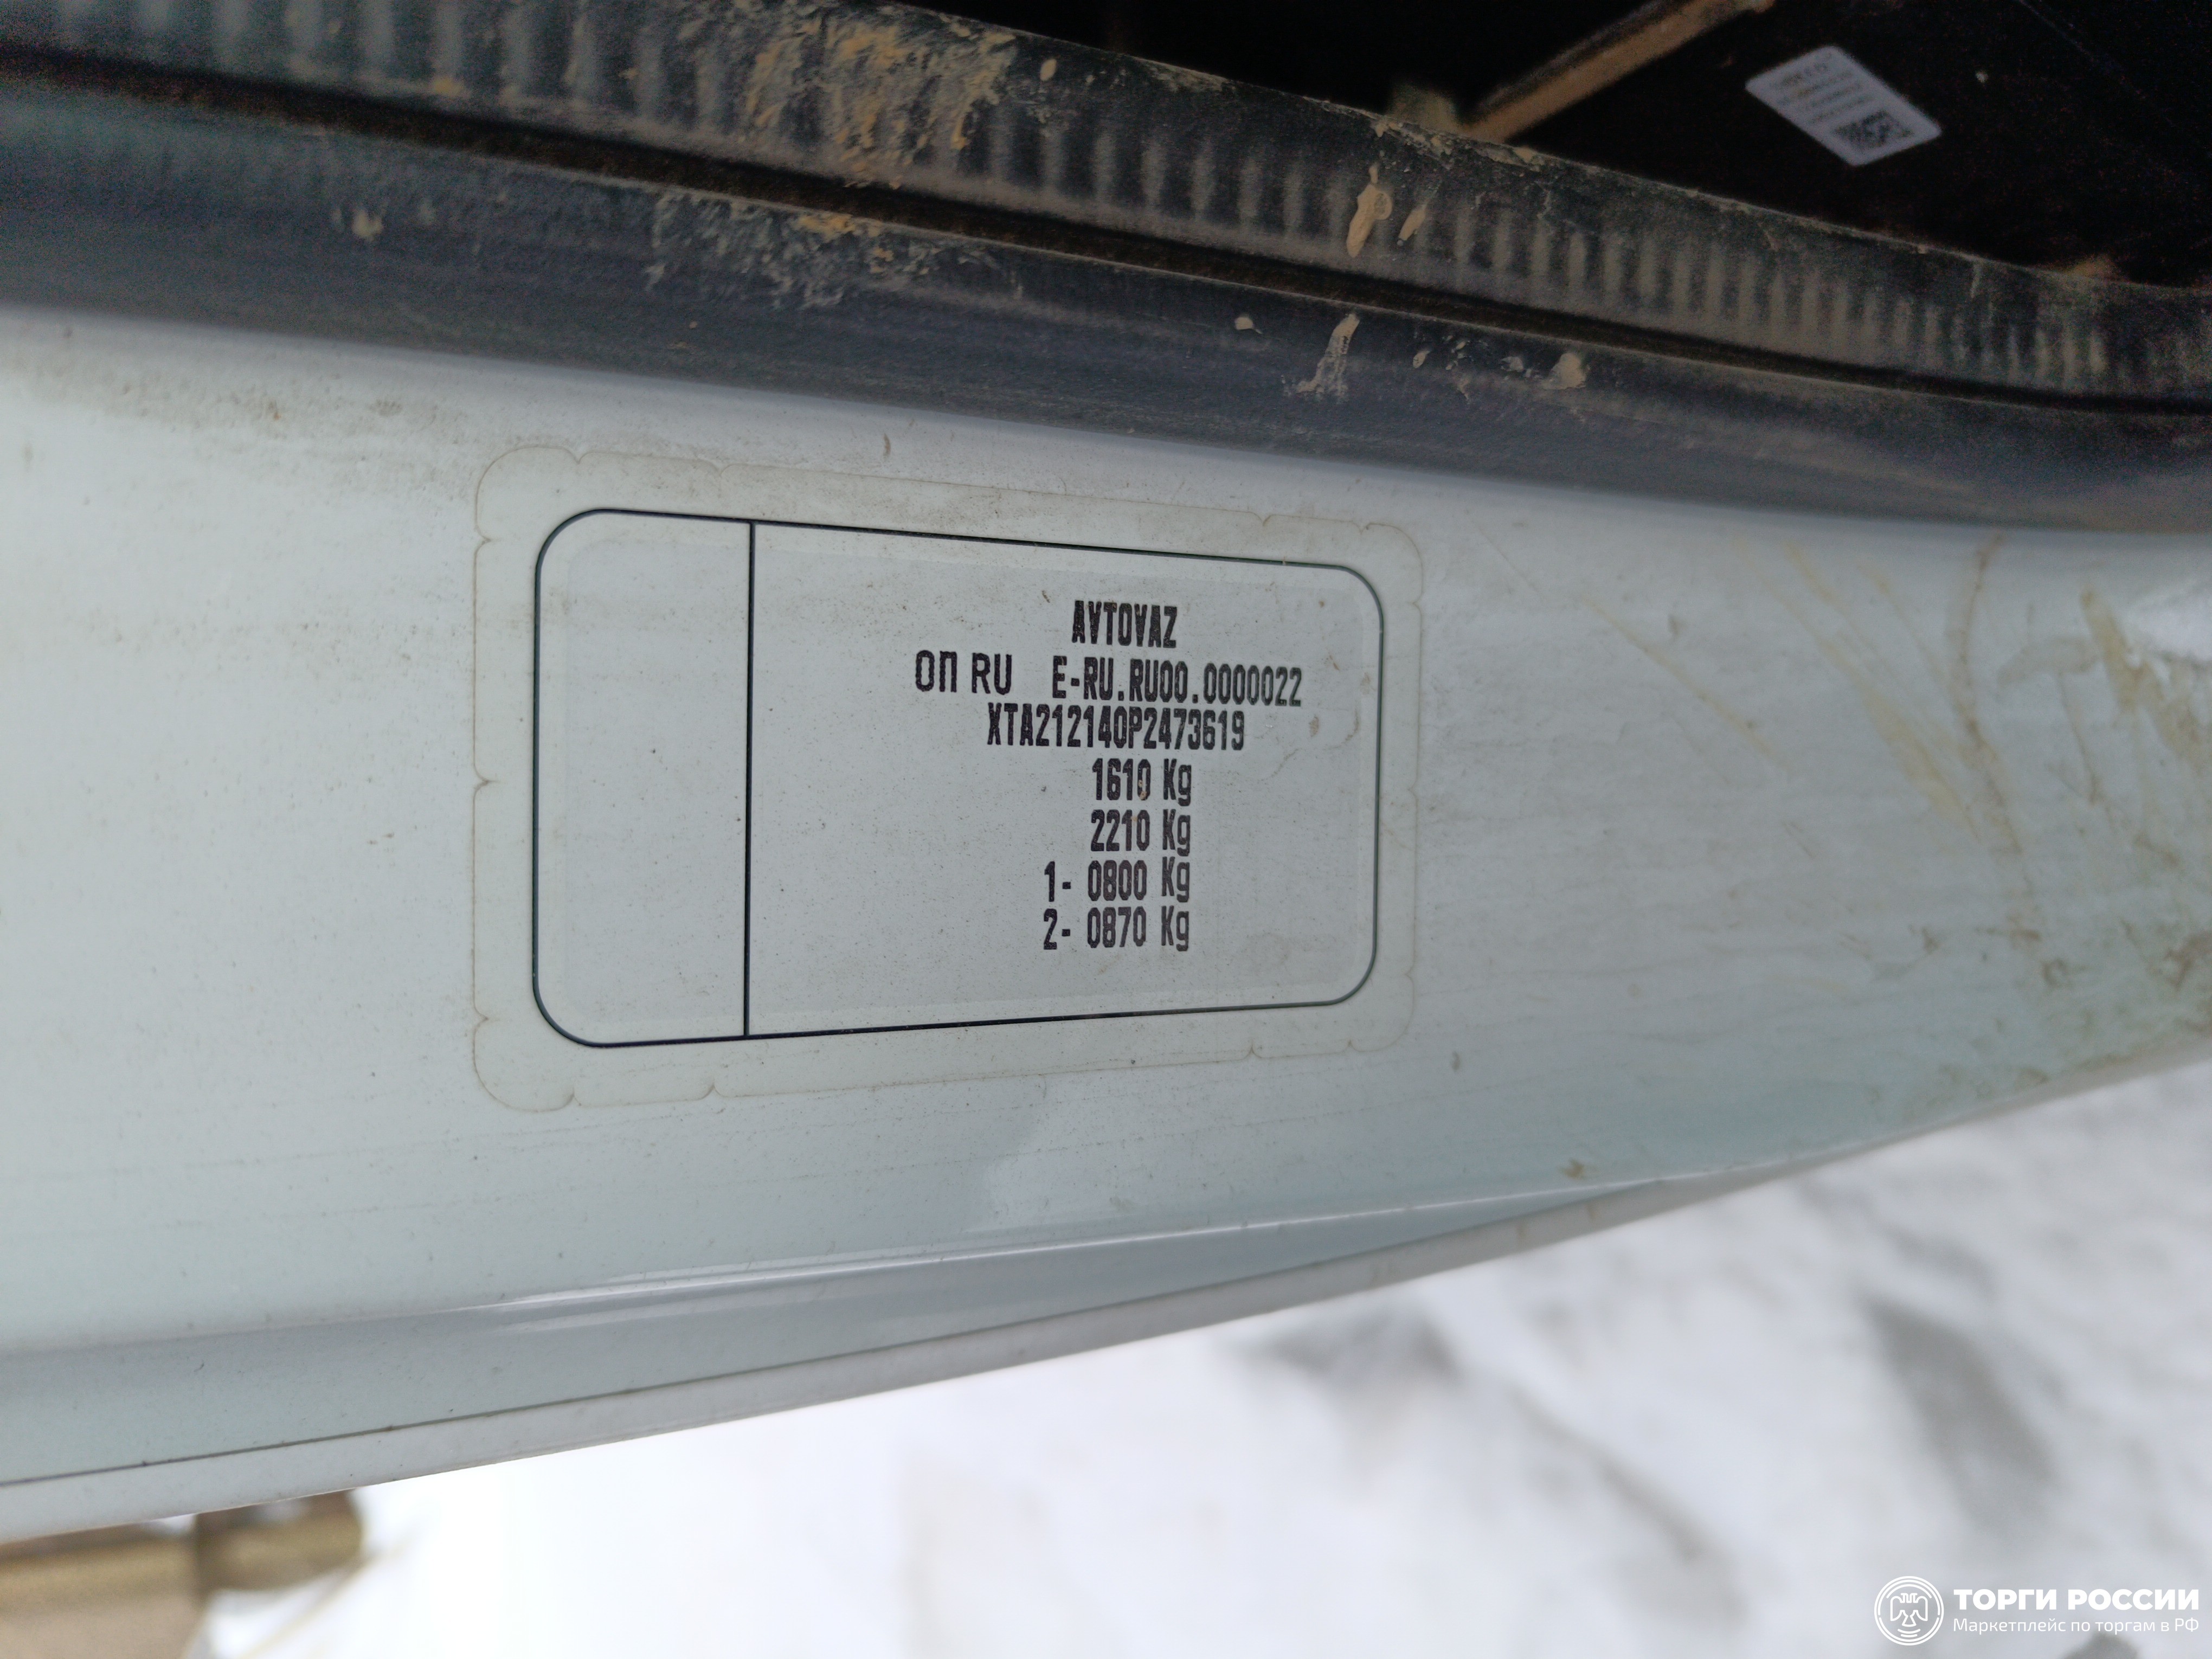 AVTOVAZ
ОП RU E-RU.RU00.0000022
XTA212140P2473619
1610 Kg
2210 Kg
1- 0800 Kg
2- 0870 Kg
ТОРГИ РОССИИ
Маркетплейс по торгам в РФ